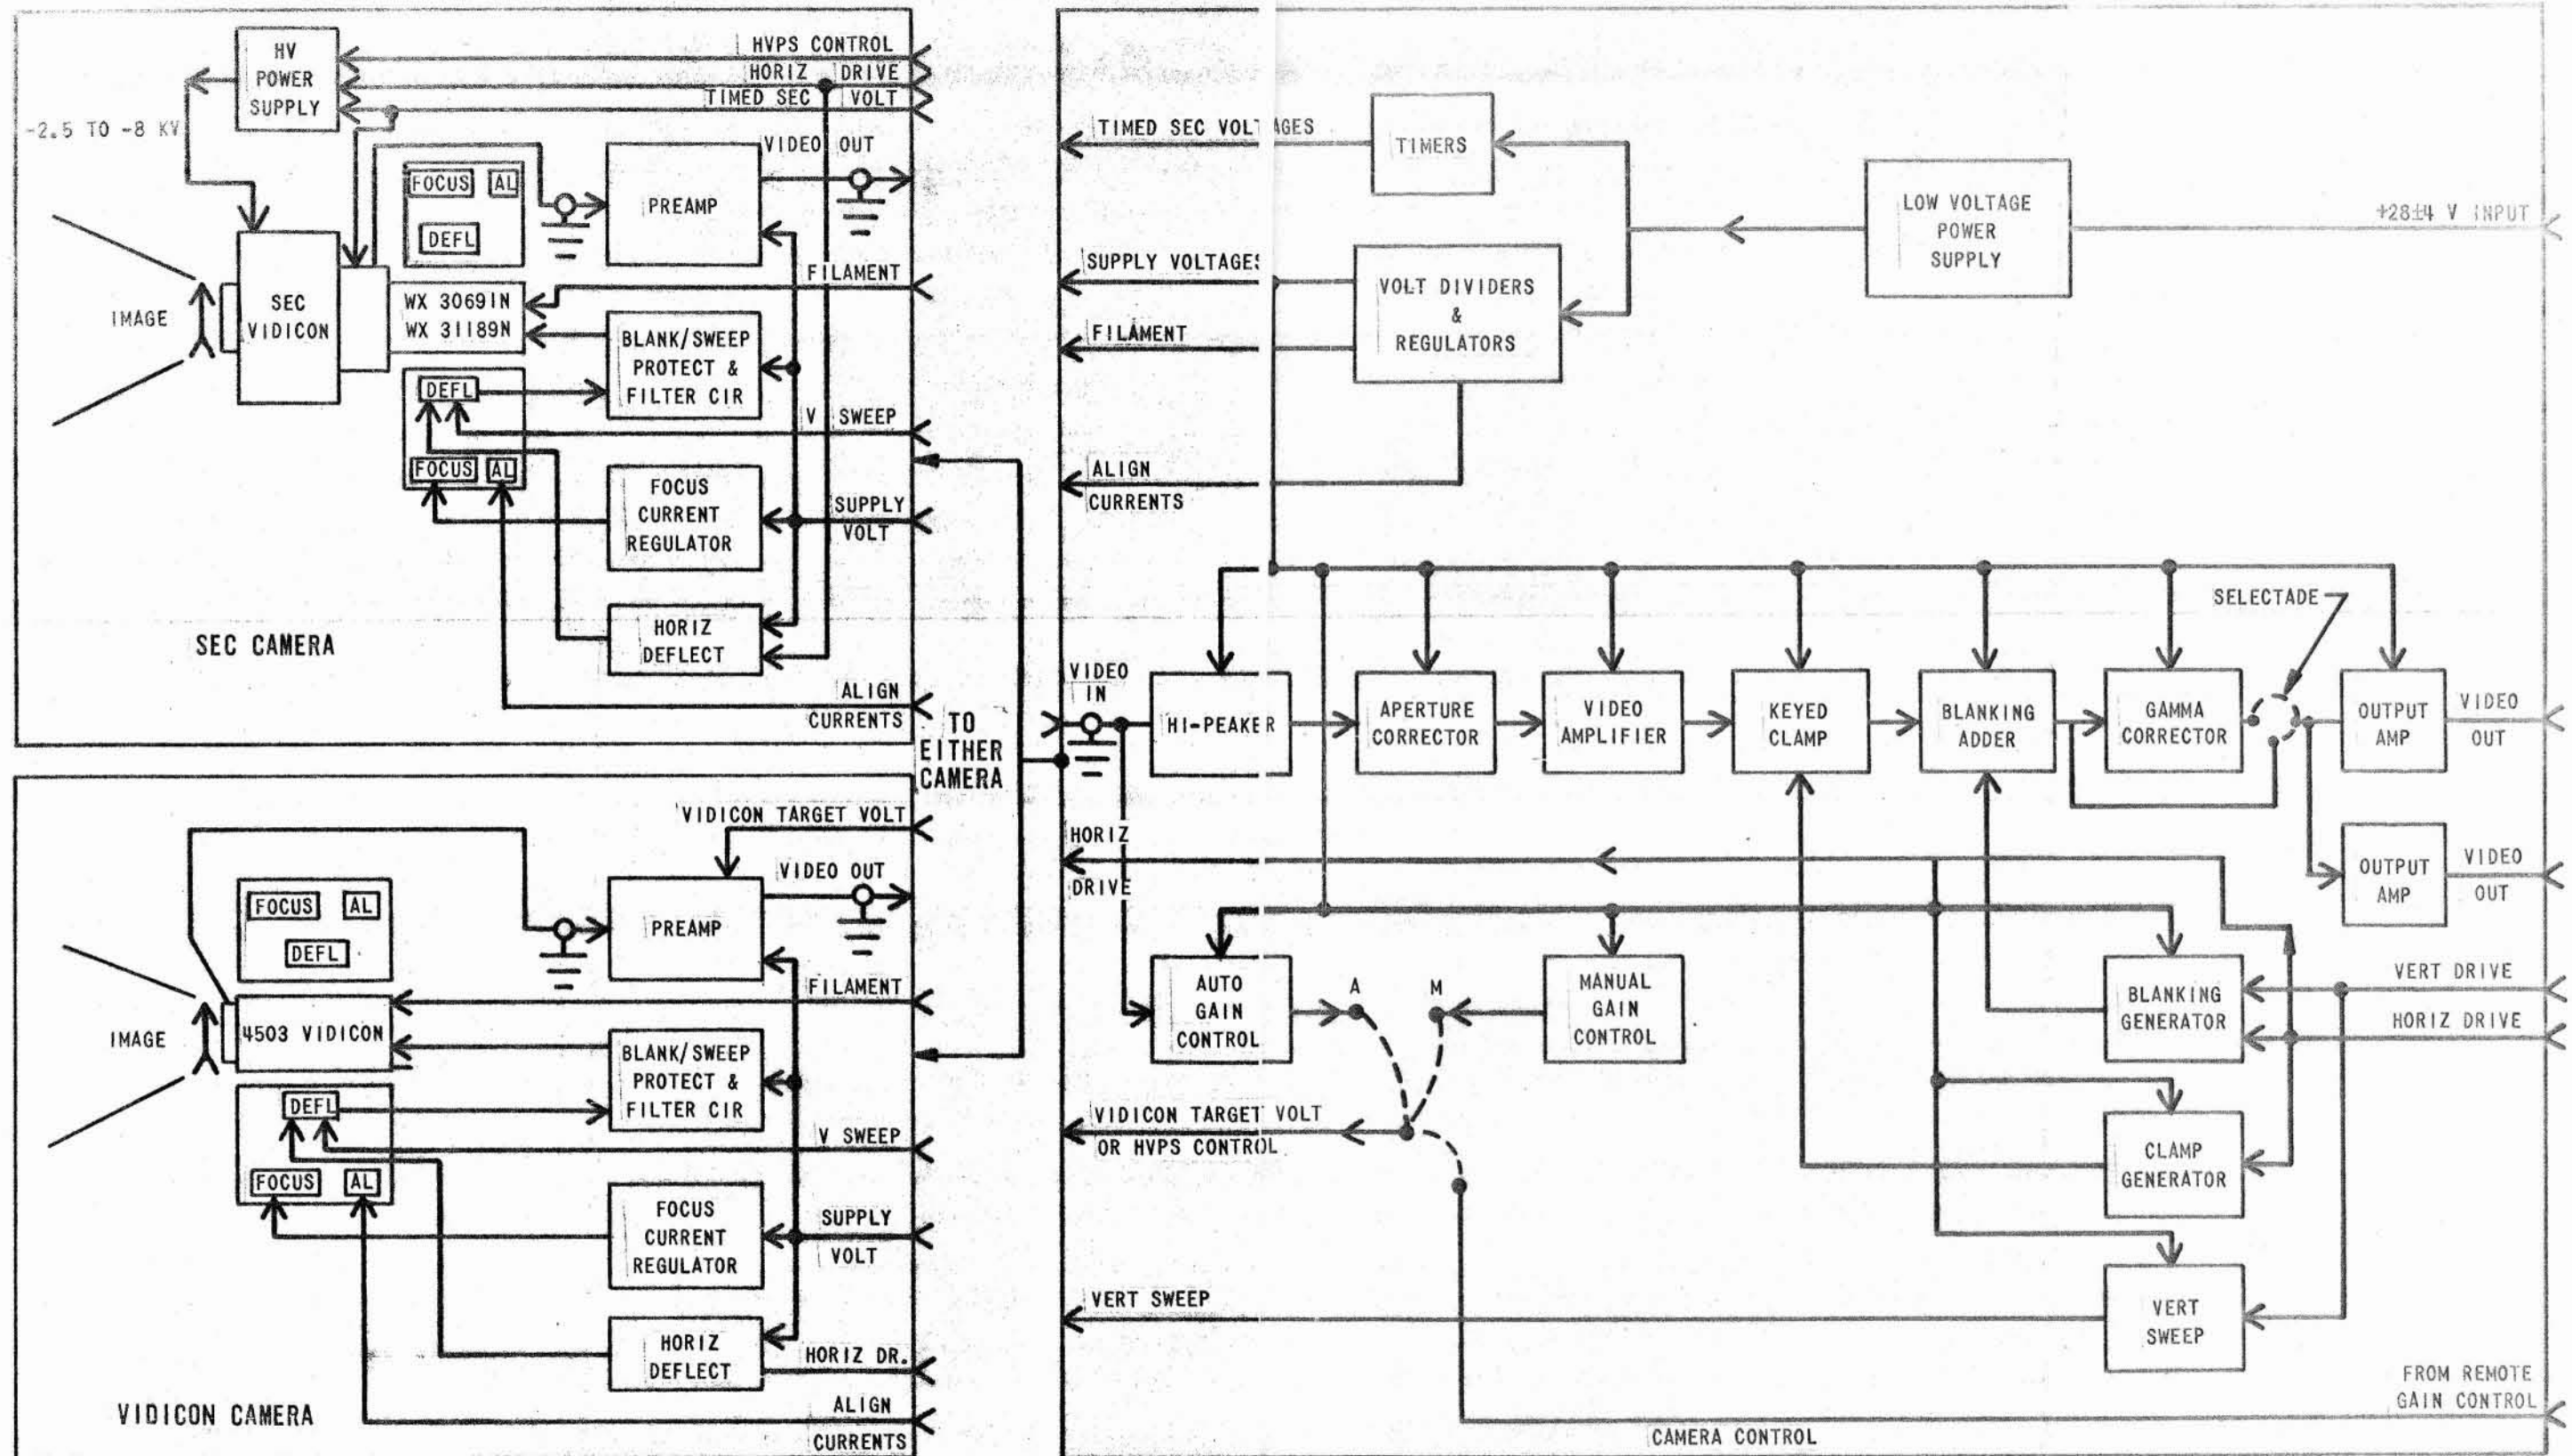 HV
POWER
SUPPLY
HVPS CONTROL
HORIZ DRIVE
TIMED SEC VOLT
-2.5 TO -8 KV
VIDEO OUT
FOCUS
AL
DEFL
PREAMP
FILAMENT
IMAGE
SEC
VIDICON
WX 30691N
WX 31189N
BLANK/SWEEP
PROTECT &
FILTER CIR
DEFL
V SWEEP
FOCUS
AL
FOCUS
CURRENT
REGULATOR
SUPPLY
VOLT
HORIZ
DEFLECT
SEC CAMERA
ALIGN
CURRENTS
TO
EITHER
CAMERA
VIDICON TARGET VOLT
VIDEO OUT
FOCUS
AL
DEFL
PREAMP
FILAMENT
IMAGE
4503 VIDICON
BLANK/SWEEP
PROTECT &
FILTER CIR
DEFL
V SWEEP
FOCUS
AL
FOCUS
CURRENT
REGULATOR
SUPPLY
VOLT
HORIZ
DEFLECT
HORIZ DR.
VIDICON CAMERA
ALIGN
CURRENTS
TIMED SEC VOLTAGES
TIMERS
LOW VOLTAGE
POWER
SUPPLY
+28±4 V INPUT
SUPPLY VOLTAGES
VOLT DIVIDERS
&
REGULATORS
FILAMENT
ALIGN
CURRENTS
SELECTADE
VIDEO
IN
HI-PEAKER
APERTURE
CORRECTOR
VIDEO
AMPLIFIER
KEYED
CLAMP
BLANKING
ADDER
GAMMA
CORRECTOR
OUTPUT
AMP
VIDEO
OUT
HORIZ
DRIVE
OUTPUT
AMP
VIDEO
OUT
AUTO
GAIN
CONTROL
A
M
MANUAL
GAIN
CONTROL
BLANKING
GENERATOR
VERT DRIVE
HORIZ DRIVE
VIDICON TARGET VOLT
OR HVPS CONTROL
CLAMP
GENERATOR
VERT SWEEP
VERT
SWEEP
FROM REMOTE
GAIN CONTROL
CAMERA CONTROL